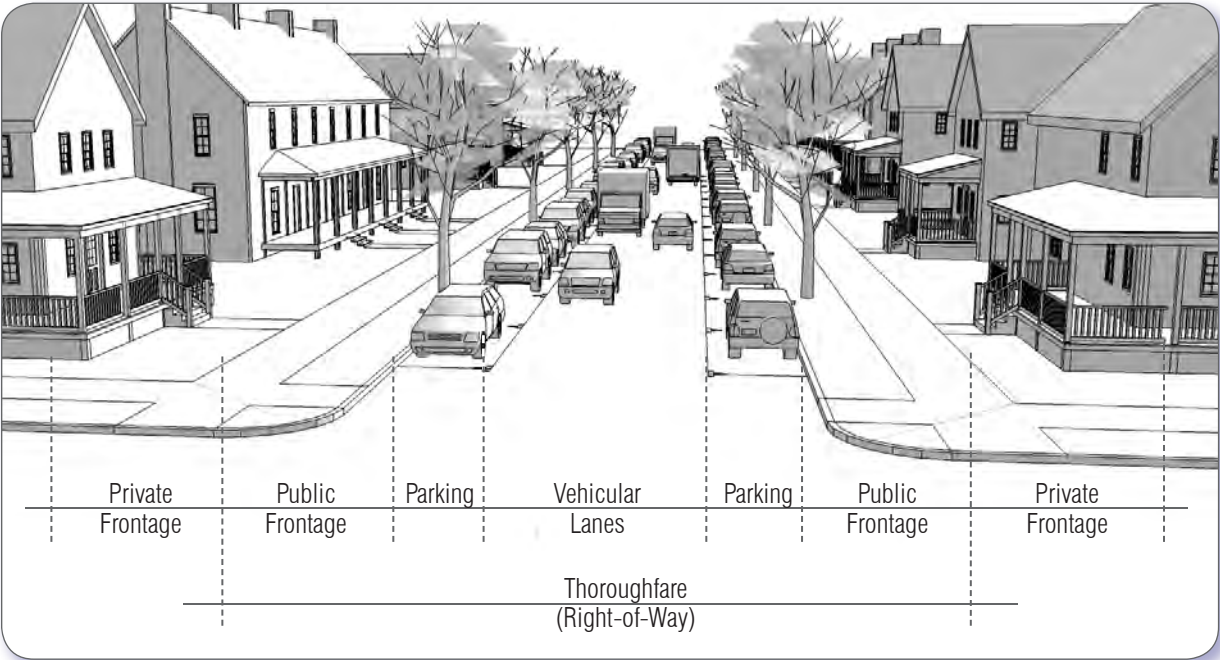 Private Public Parking Vehicular Parking Public Private
Frontage Frontage Lanes Frontage Frontage
Thoroughfare
(Right-of-Way)